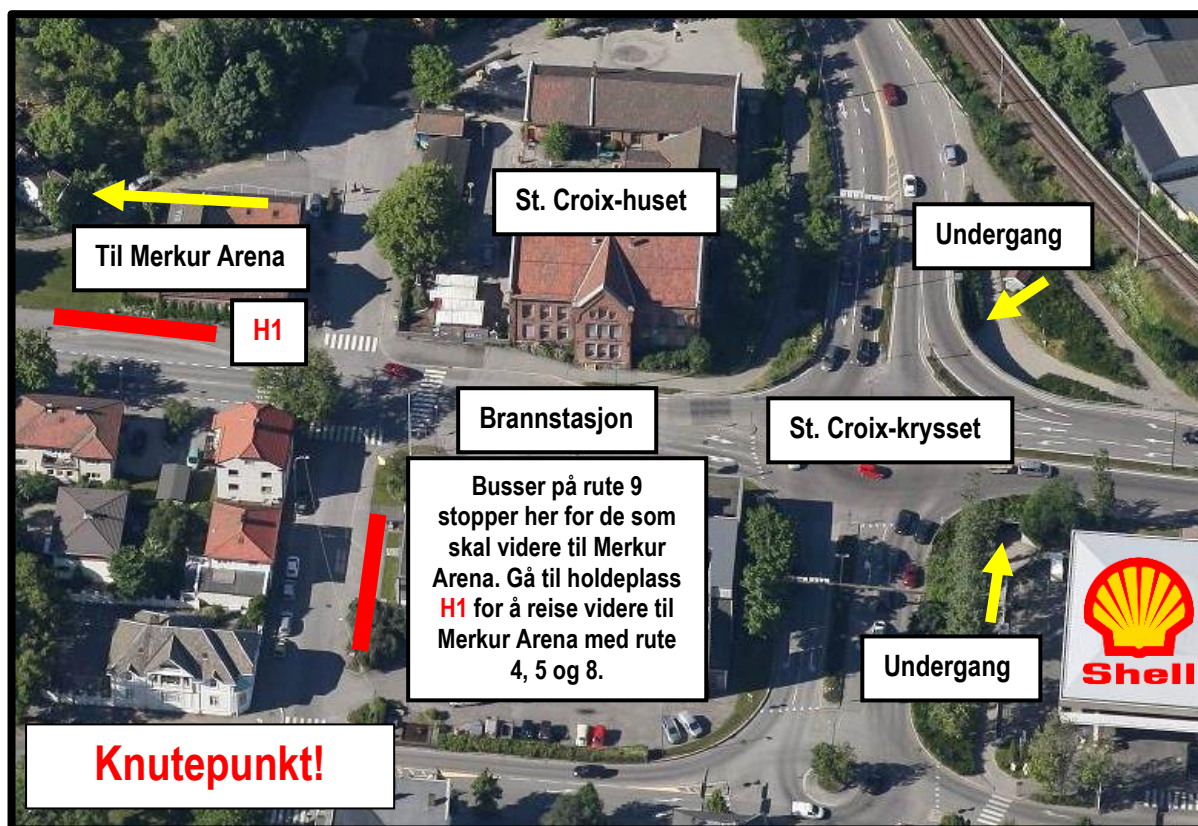 St. Croix-huset
Undergang
Til Merkur Arena
H1
Brannstasjon
St. Croix-krysset
Busser på rute 9
stopper her for de som
skal videre til Merkur
Arena. Gå til holdeplass
H1 for å reise videre til
Merkur Arena med rute
4, 5 og 8.
Undergang
Shell
Knutepunkt!